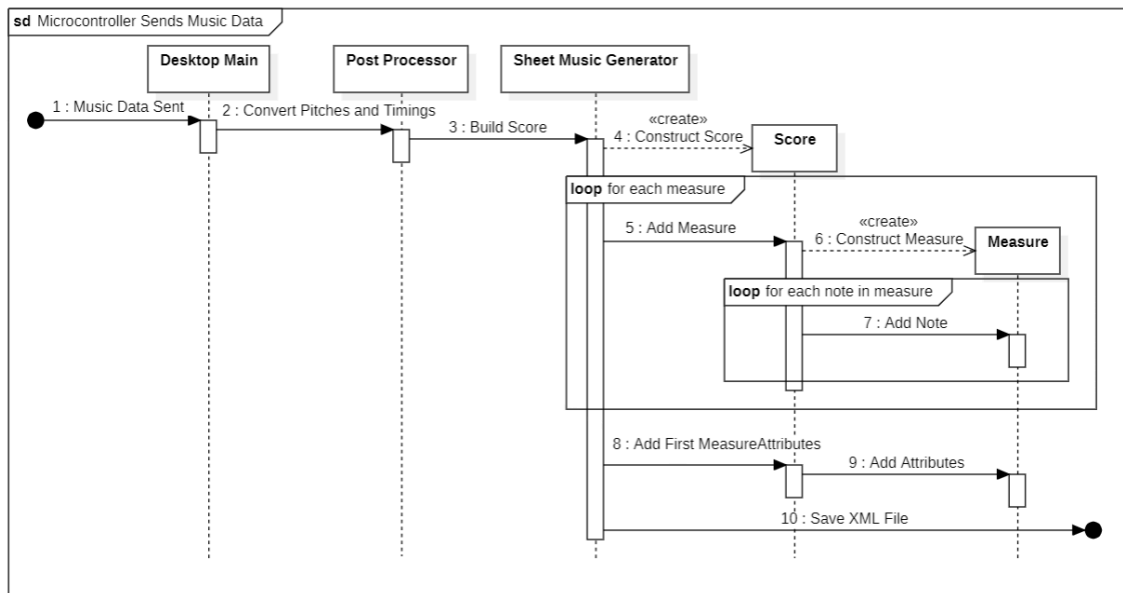 sd Microcontroller Sends Music Data
Desktop Main
Post Processor
Sheet Music Generator
1 : Music Data Sent
2 : Convert Pitches and Timings
3 : Build Score
«create»
4 : Construct Score
Score
loop for each measure
5 : Add Measure
«create»
6 : Construct Measure
Measure
loop for each note in measure
7 : Add Note
8 : Add First MeasureAttributes
9 : Add Attributes
10 : Save XML File